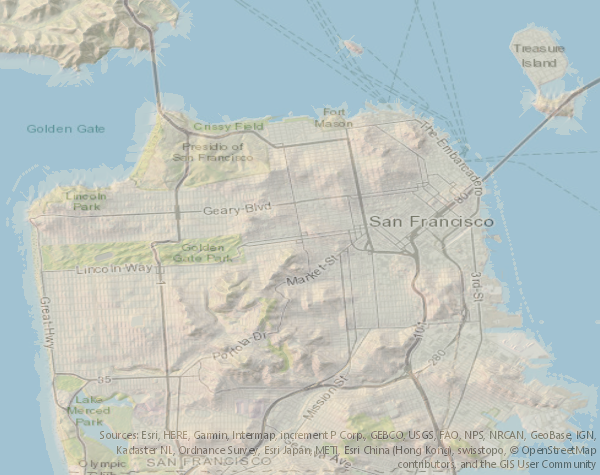 Treasure
Island
Golden Gate
Crissy Field
Fort
Mason
The Embarcadero
Presidio of
San Francisco
Lincoln
Park
Geary-Blvd
80
San Francisco
Golden
Gate Park
Lincoln Way
Market-St
1
3rd-St
Great-Hwy
101
Portola-Dr
280
35
Mission-St
Lake
Merced
Park
Sources: Esri, HERE, Garmin, Intermap, increment P Corp., GEBCO, USGS, FAO, NPS, NRCAN, GeoBase, IGN,
Kadaster NL, Ordnance Survey, Esri Japan, METI, Esri China (Hong Kong), swisstopo, © OpenStreetMap
contributors, and the GIS User Community
Olympic
SAN FRANCISCO